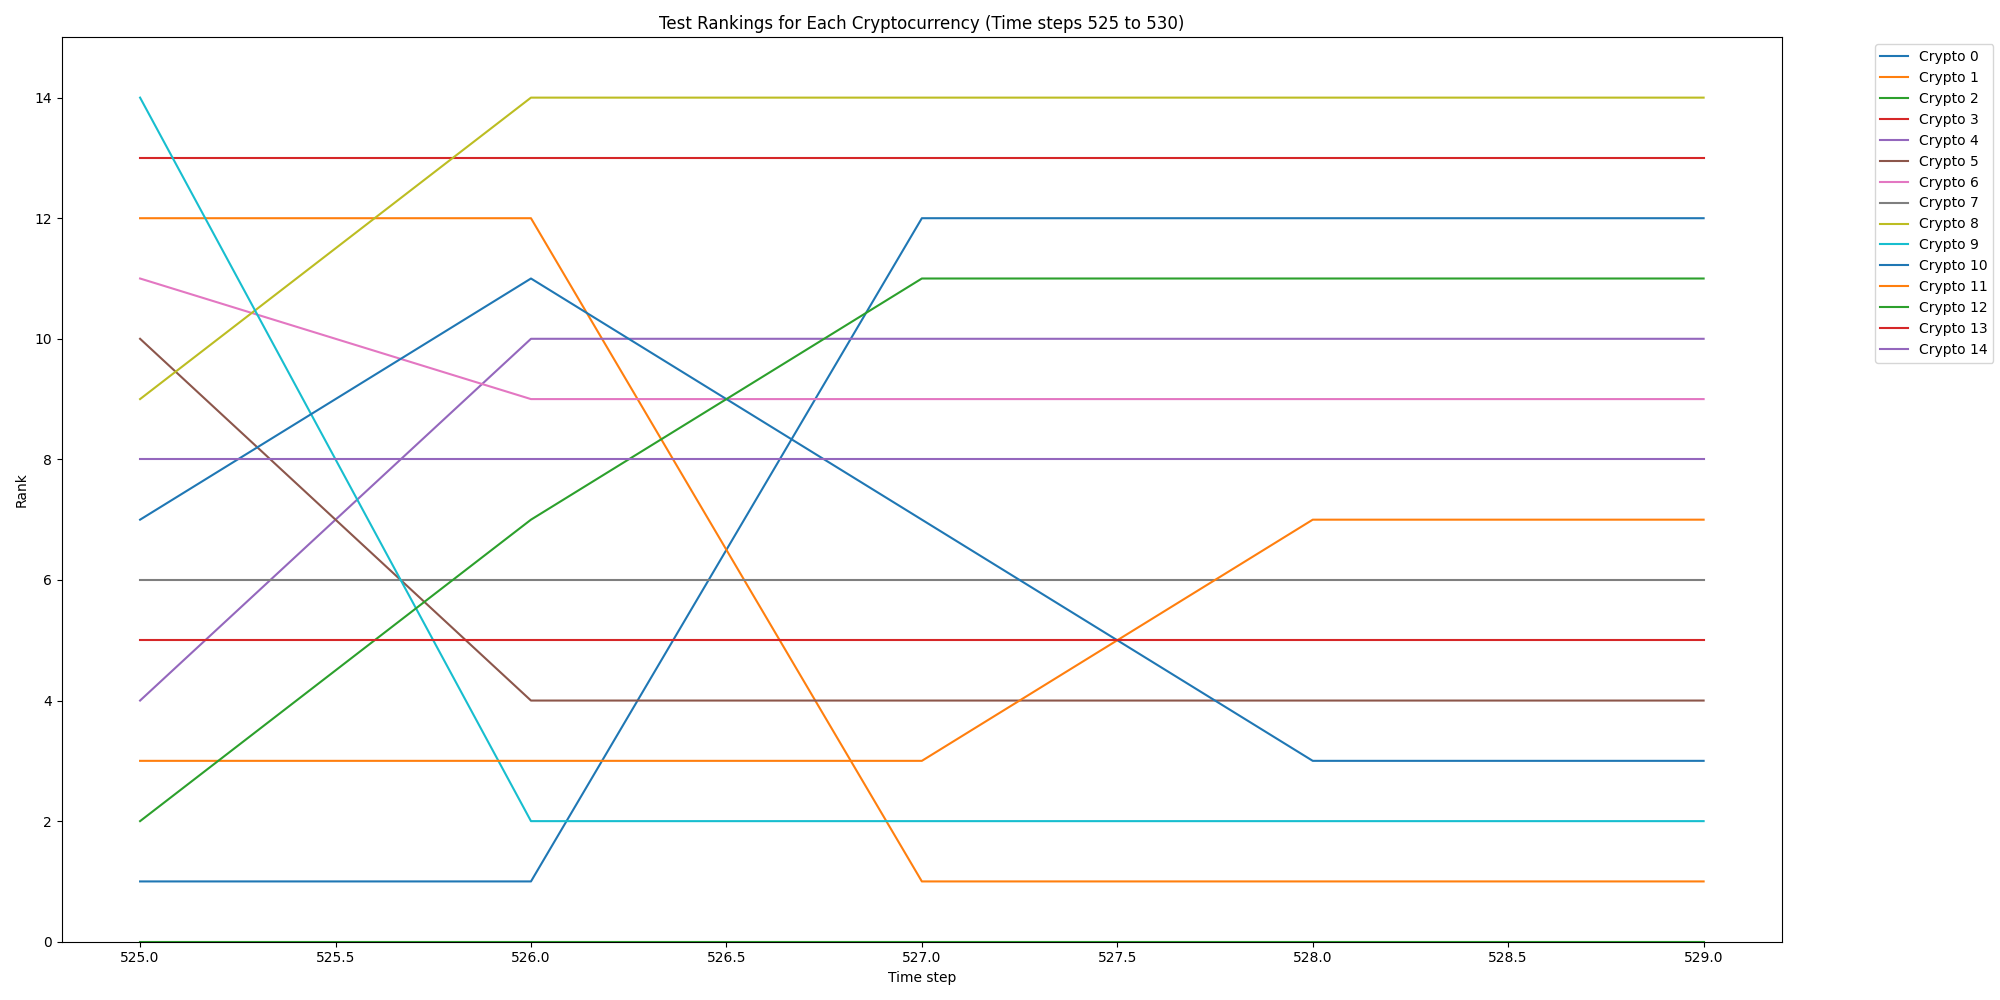 Test Rankings for Each Cryptocurrency (Time steps 525 to 530)
Rank
14
12
10
8
6
4
2
0
525.0 525.5 526.0 526.5 527.0 527.5 528.0 528.5 529.0
Time step
Crypto 0
Crypto 1
Crypto 2
Crypto 3
Crypto 4
Crypto 5
Crypto 6
Crypto 7
Crypto 8
Crypto 9
Crypto 10
Crypto 11
Crypto 12
Crypto 13
Crypto 14